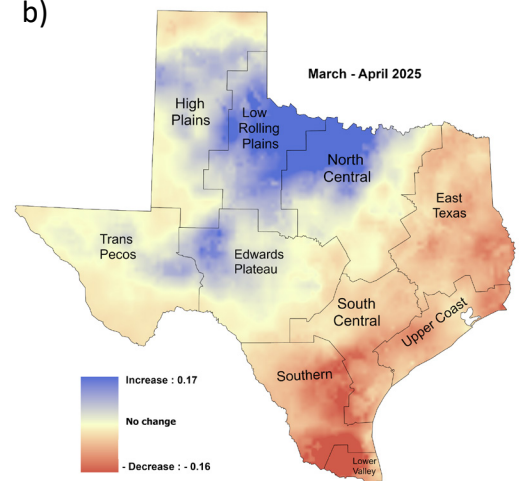 b)
March - April 2025
High
Plains
Low
Rolling
Plains
North
Central
East
Texas
Trans
Pecos
Edwards
Plateau
South
Central
Upper Coast
Southern
Lower
Valley
Increase : 0.17
No change
- Decrease : - 0.16